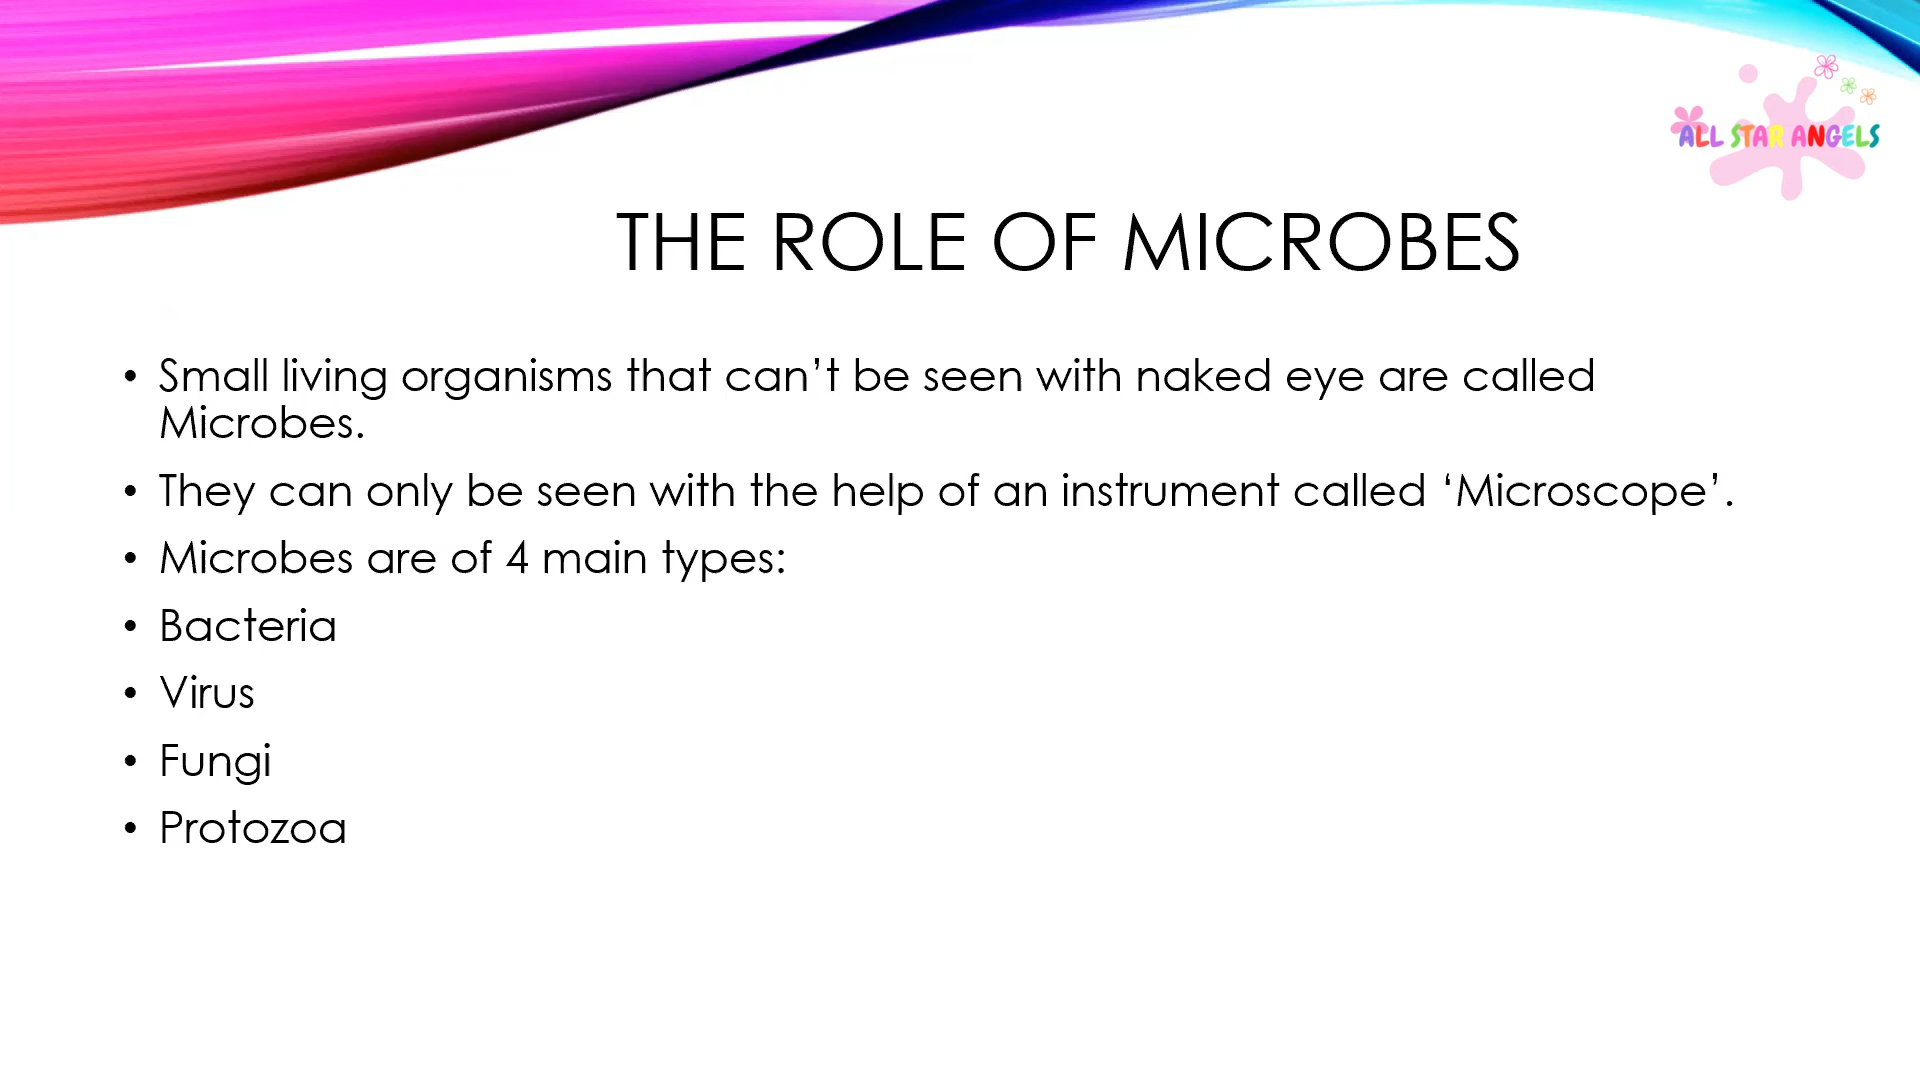 ALL STAR ANGELS
THE ROLE OF MICROBES
• Small living organisms that can’t be seen with naked eye are called
Microbes.
• They can only be seen with the help of an instrument called ‘Microscope’.
• Microbes are of 4 main types:
• Bacteria
• Virus
• Fungi
• Protozoa